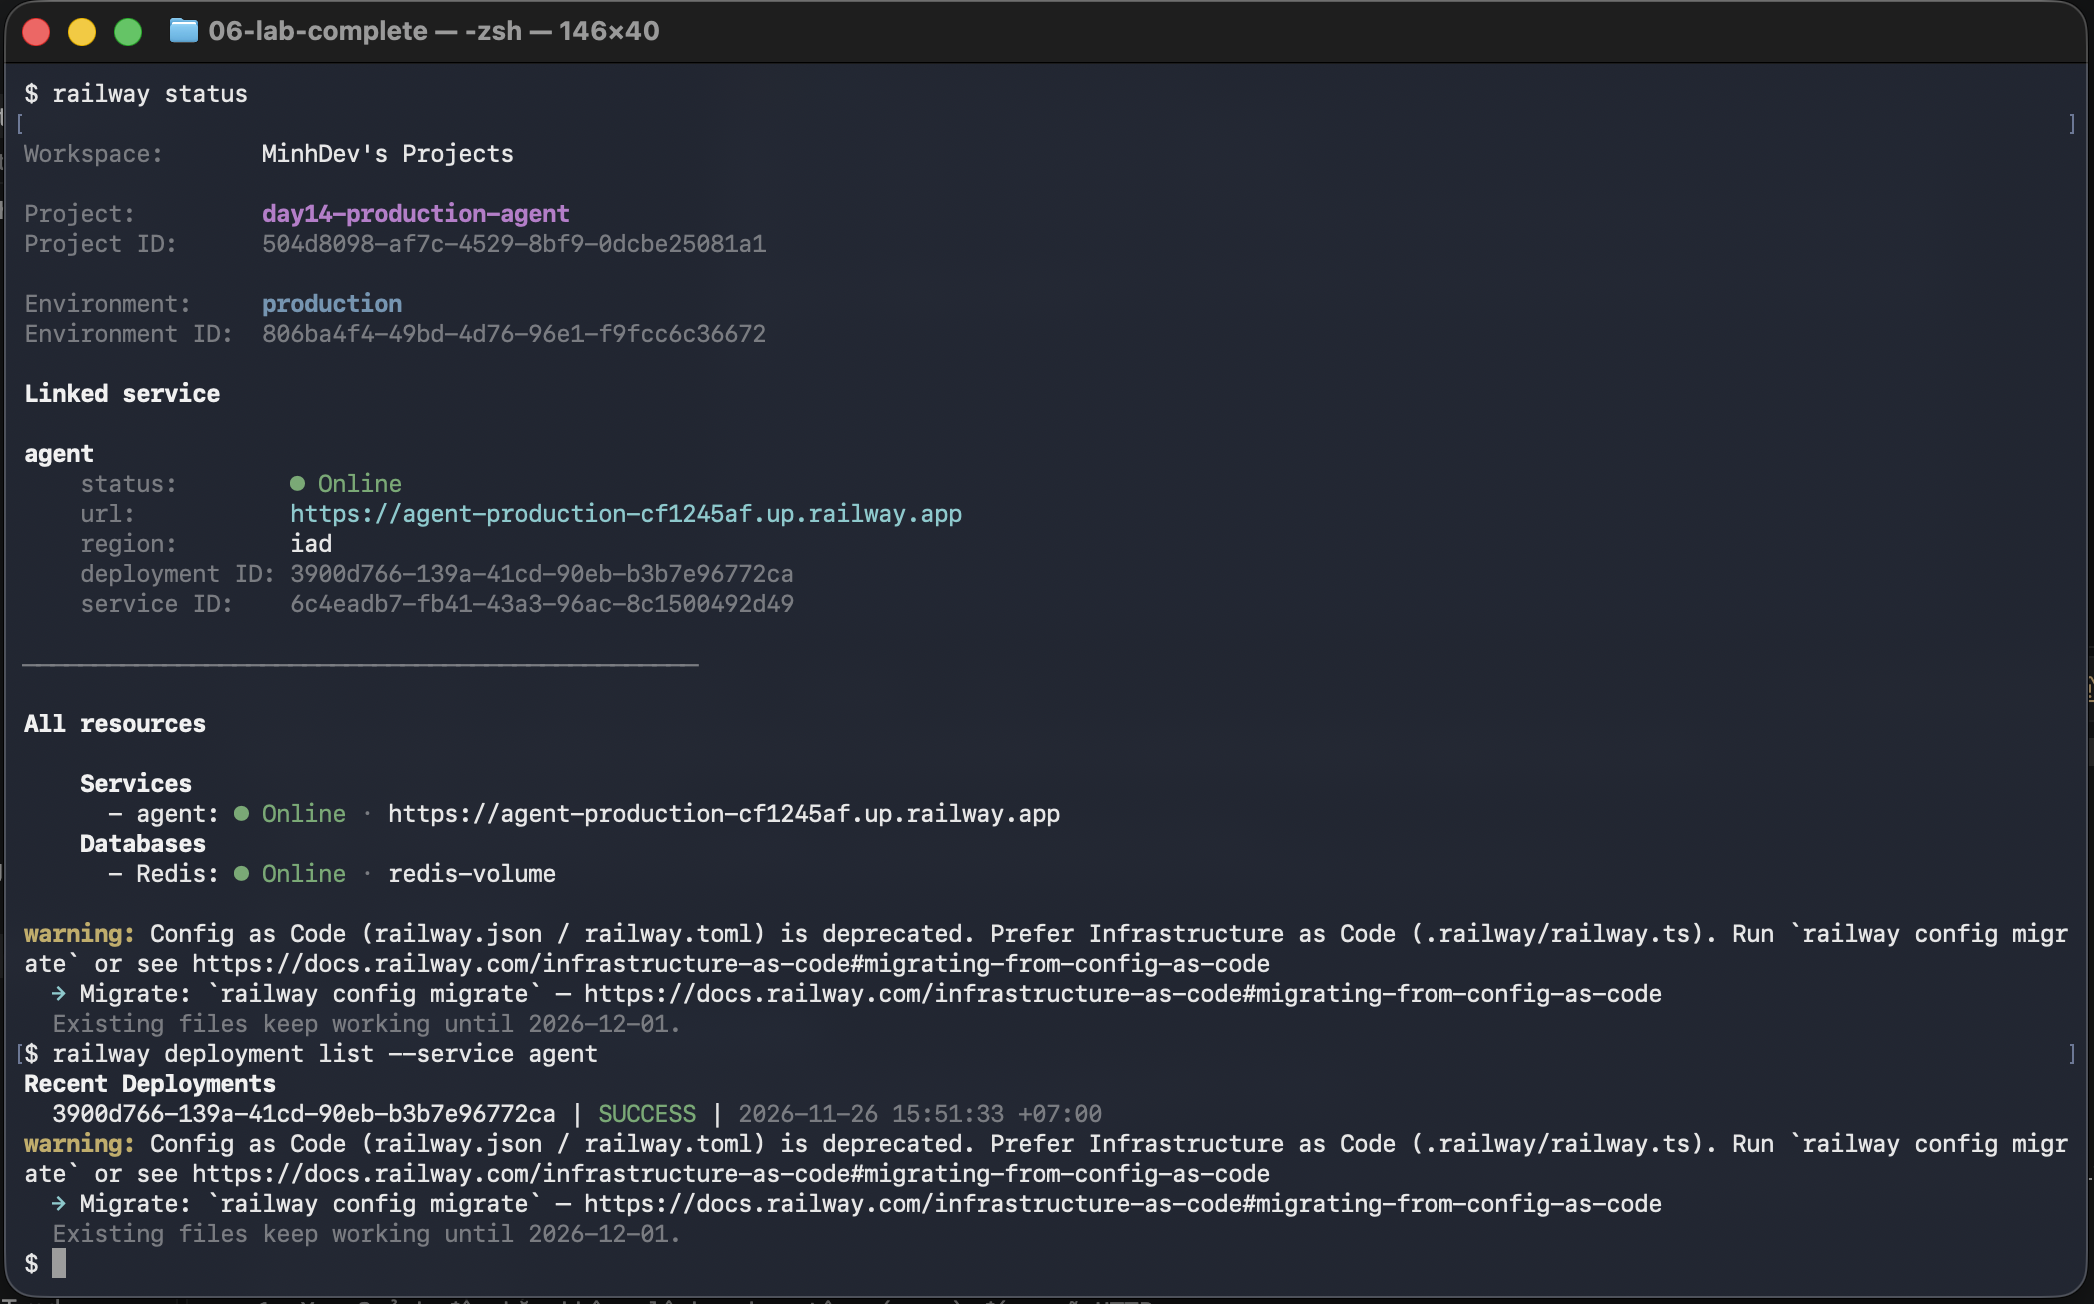 06-lab-complete — -zsh — 146×40
$ railway status
[ ]
Workspace: MinhDev's Projects
Project: day14-production-agent
Project ID: 504d8098-af7c-4529-8bf9-0dcbe25081a1
Environment: production
Environment ID: 806ba4f4-49bd-4d76-96e1-f9fcc6c36672
Linked service
agent
status: ● Online
url: https://agent-production-cf1245af.up.railway.app
region: iad
deployment ID: 3900d766-139a-41cd-90eb-b3b7e96772ca
service ID: 6c4eadb7-fb41-43a3-96ac-8c1500492d49
All resources
Services
- agent: ● Online · https://agent-production-cf1245af.up.railway.app
Databases
- Redis: ● Online · redis-volume
warning: Config as Code (railway.json / railway.toml) is deprecated. Prefer Infrastructure as Code (.railway/railway.ts). Run `railway config migr
ate` or see https://docs.railway.com/infrastructure-as-code#migrating-from-config-as-code
→ Migrate: `railway config migrate` — https://docs.railway.com/infrastructure-as-code#migrating-from-config-as-code
Existing files keep working until 2026-12-01.
[$ railway deployment list --service agent ]
Recent Deployments
3900d766-139a-41cd-90eb-b3b7e96772ca | SUCCESS | 2026-11-26 15:51:33 +07:00
warning: Config as Code (railway.json / railway.toml) is deprecated. Prefer Infrastructure as Code (.railway/railway.ts). Run `railway config migr
ate` or see https://docs.railway.com/infrastructure-as-code#migrating-from-config-as-code
→ Migrate: `railway config migrate` — https://docs.railway.com/infrastructure-as-code#migrating-from-config-as-code
Existing files keep working until 2026-12-01.
$